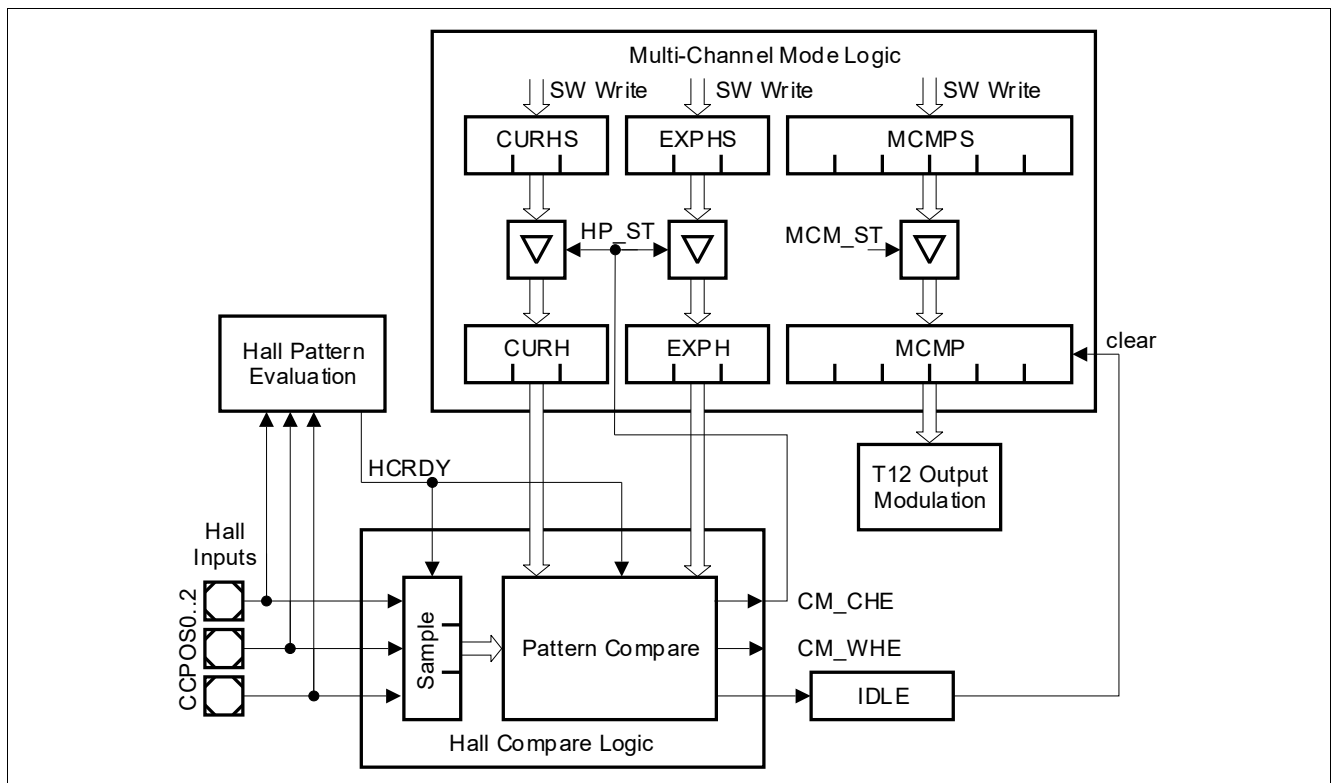 Multi-Channel Mode Logic
SW Write
SW Write
SW Write
CURHS
EXPHS
MCMPS
HP_ST
MCM_ST
Hall Pattern
Evaluation
CURH
EXPH
MCMP
clear
HCRDY
T12 Output
Modulation
Hall
Inputs
CCPOS0..2
Sample
Pattern Compare
CM_CHE
CM_WHE
IDLE
Hall Compare Logic